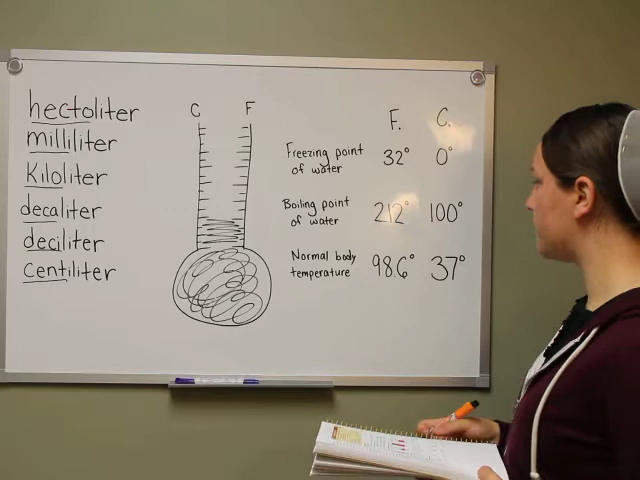 hectoliter
milliliter
Kiloliter
decaliter
deciliter
centiliter
C F
F. C.
Freezing point of water 32° 0°
Boiling point of water 212° 100°
Normal body temperature 98.6° 37°